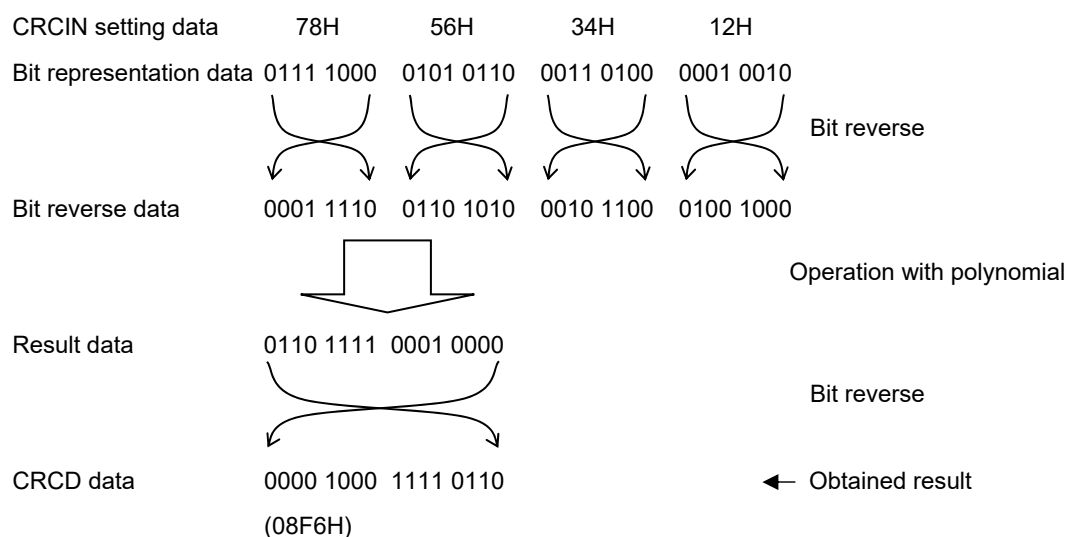 CRCIN setting data 78H 56H 34H 12H
Bit representation data 0111 1000 0101 0110 0011 0100 0001 0010
Bit reverse
Bit reverse data 0001 1110 0110 1010 0010 1100 0100 1000
Operation with polynomial
Result data 0110 1111 0001 0000
Bit reverse
CRCD data 0000 1000 1111 0110 Obtained result
(08F6H)